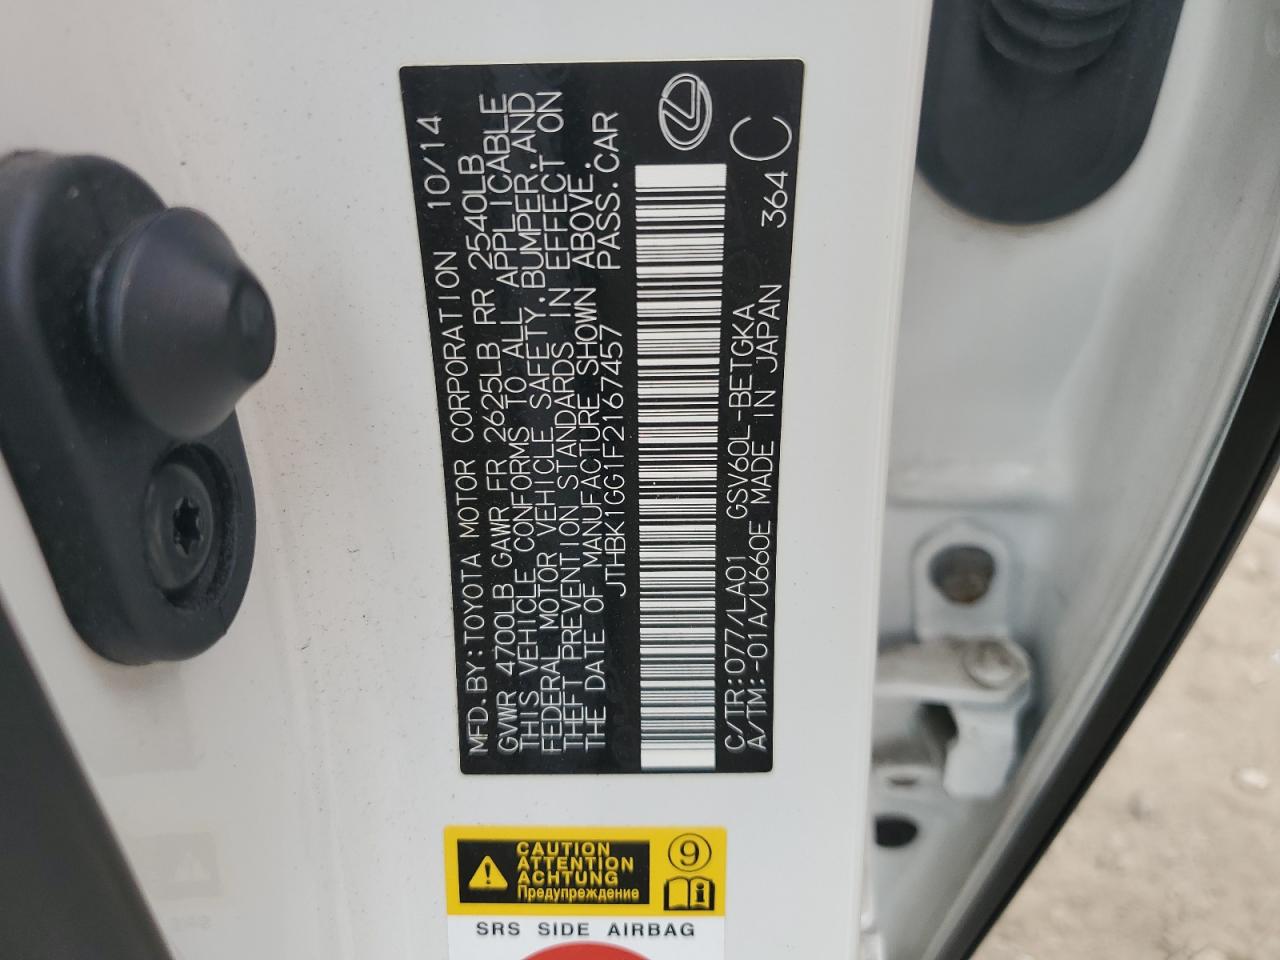 MFD.BY:TOYOTA MOTOR CORPORATION 10/14
GVWR 4700LB GAWR FR 2625LB RR 2540LB
THIS VEHICLE CONFORMS TO ALL APPLICABLE
FEDERAL MOTOR VEHICLE SAFETY,BUMPER,AND
THEFT PREVENTION STANDARDS IN EFFECT ON
THE DATE OF MANUFACTURE SHOWN ABOVE.
JTHBK1GG1F2167457 PASS.CAR
C/TR:077/LA01 GSV60L-BETGKA 364
A/TM:-01A/U660E MADE IN JAPAN C
CAUTION
ATTENTION
ACHTUNG
Предупреждение
9
SRS SIDE AIRBAG